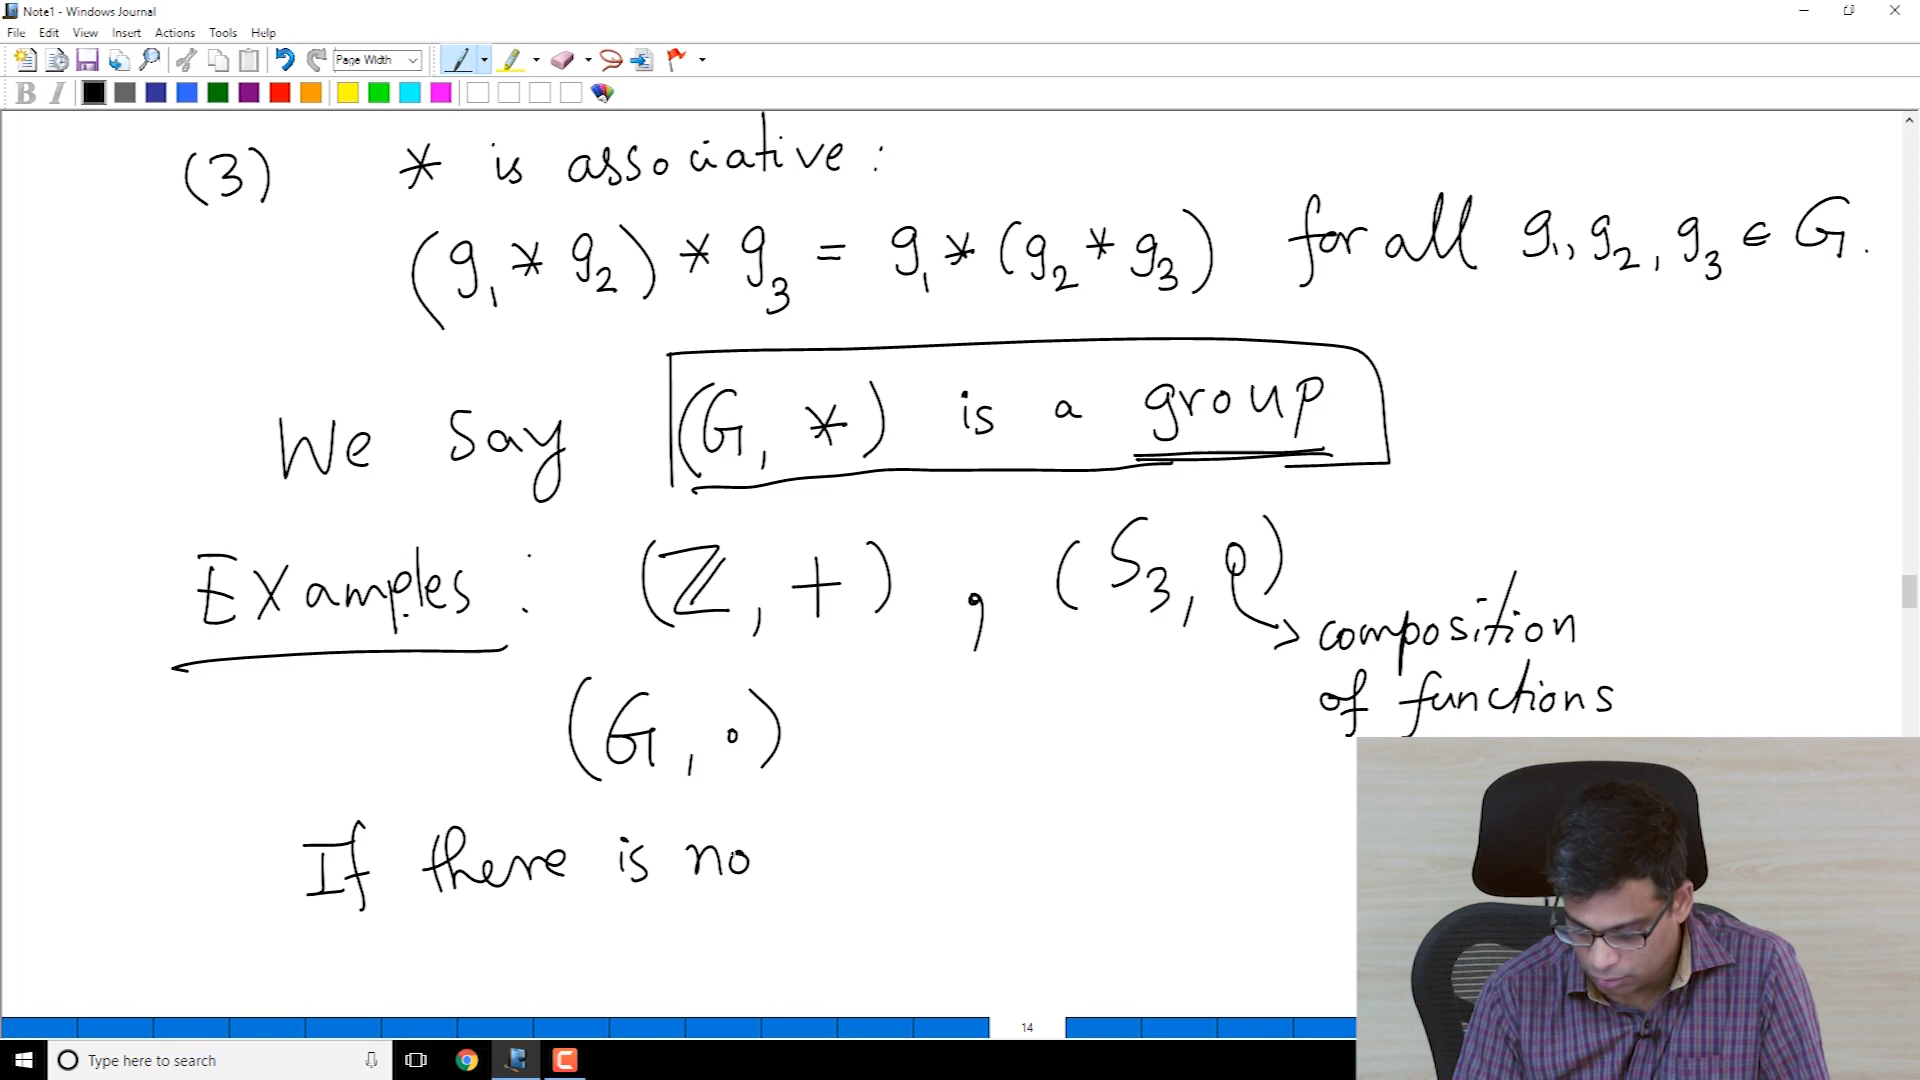 Note1 - Windows Journal
File Edit View Insert Actions Tools Help
Page Width
B I
(3) * is associative:
(g₁ * g₂) * g₃ = g₁ * (g₂ * g₃) for all g₁, g₂, g₃ ∈ G.
We say (G, *) is a group
Examples: (ℤ, +), (S₃, ∘)
composition
of functions
(G, ∘)
If there is no
14
Type here to search